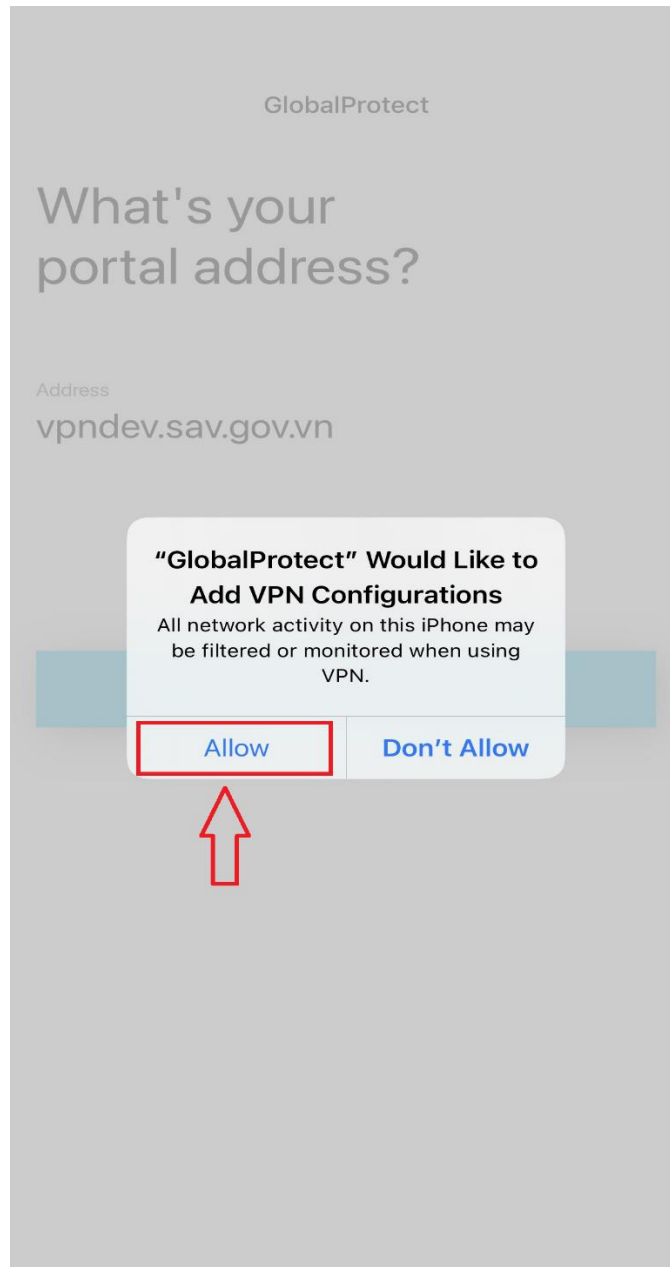 GlobalProtect
What's your
portal address?
Address
vpndev.sav.gov.vn
“GlobalProtect” Would Like to
Add VPN Configurations
All network activity on this iPhone may
be filtered or monitored when using
VPN.
Allow
Don’t Allow